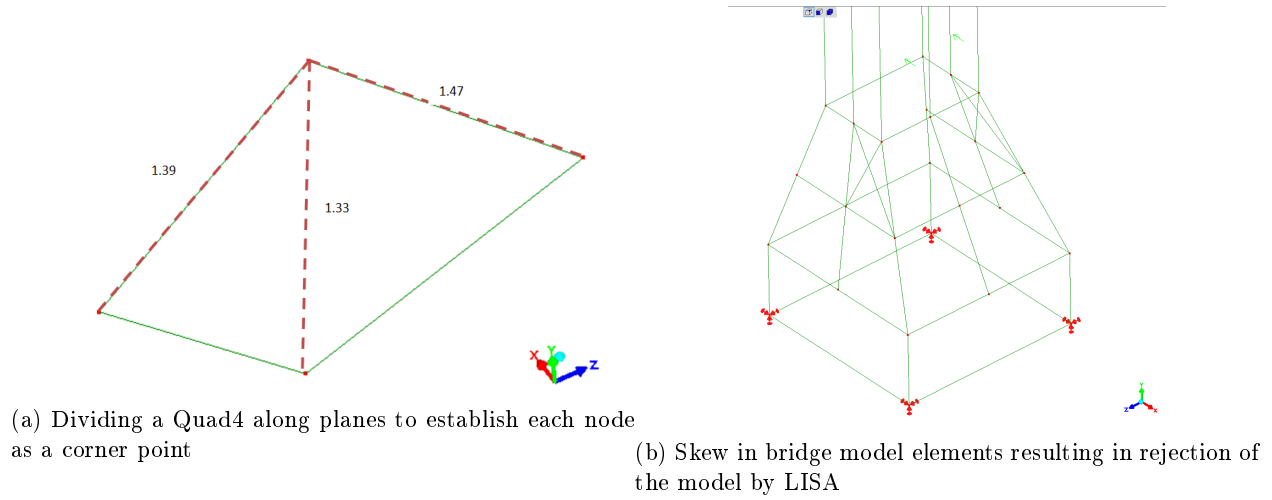 1.47
1.39
1.33
X
Y
Z
Y
Z
X
(a) Dividing a Quad4 along planes to establish each node
as a corner point
(b) Skew in bridge model elements resulting in rejection of
the model by LISA